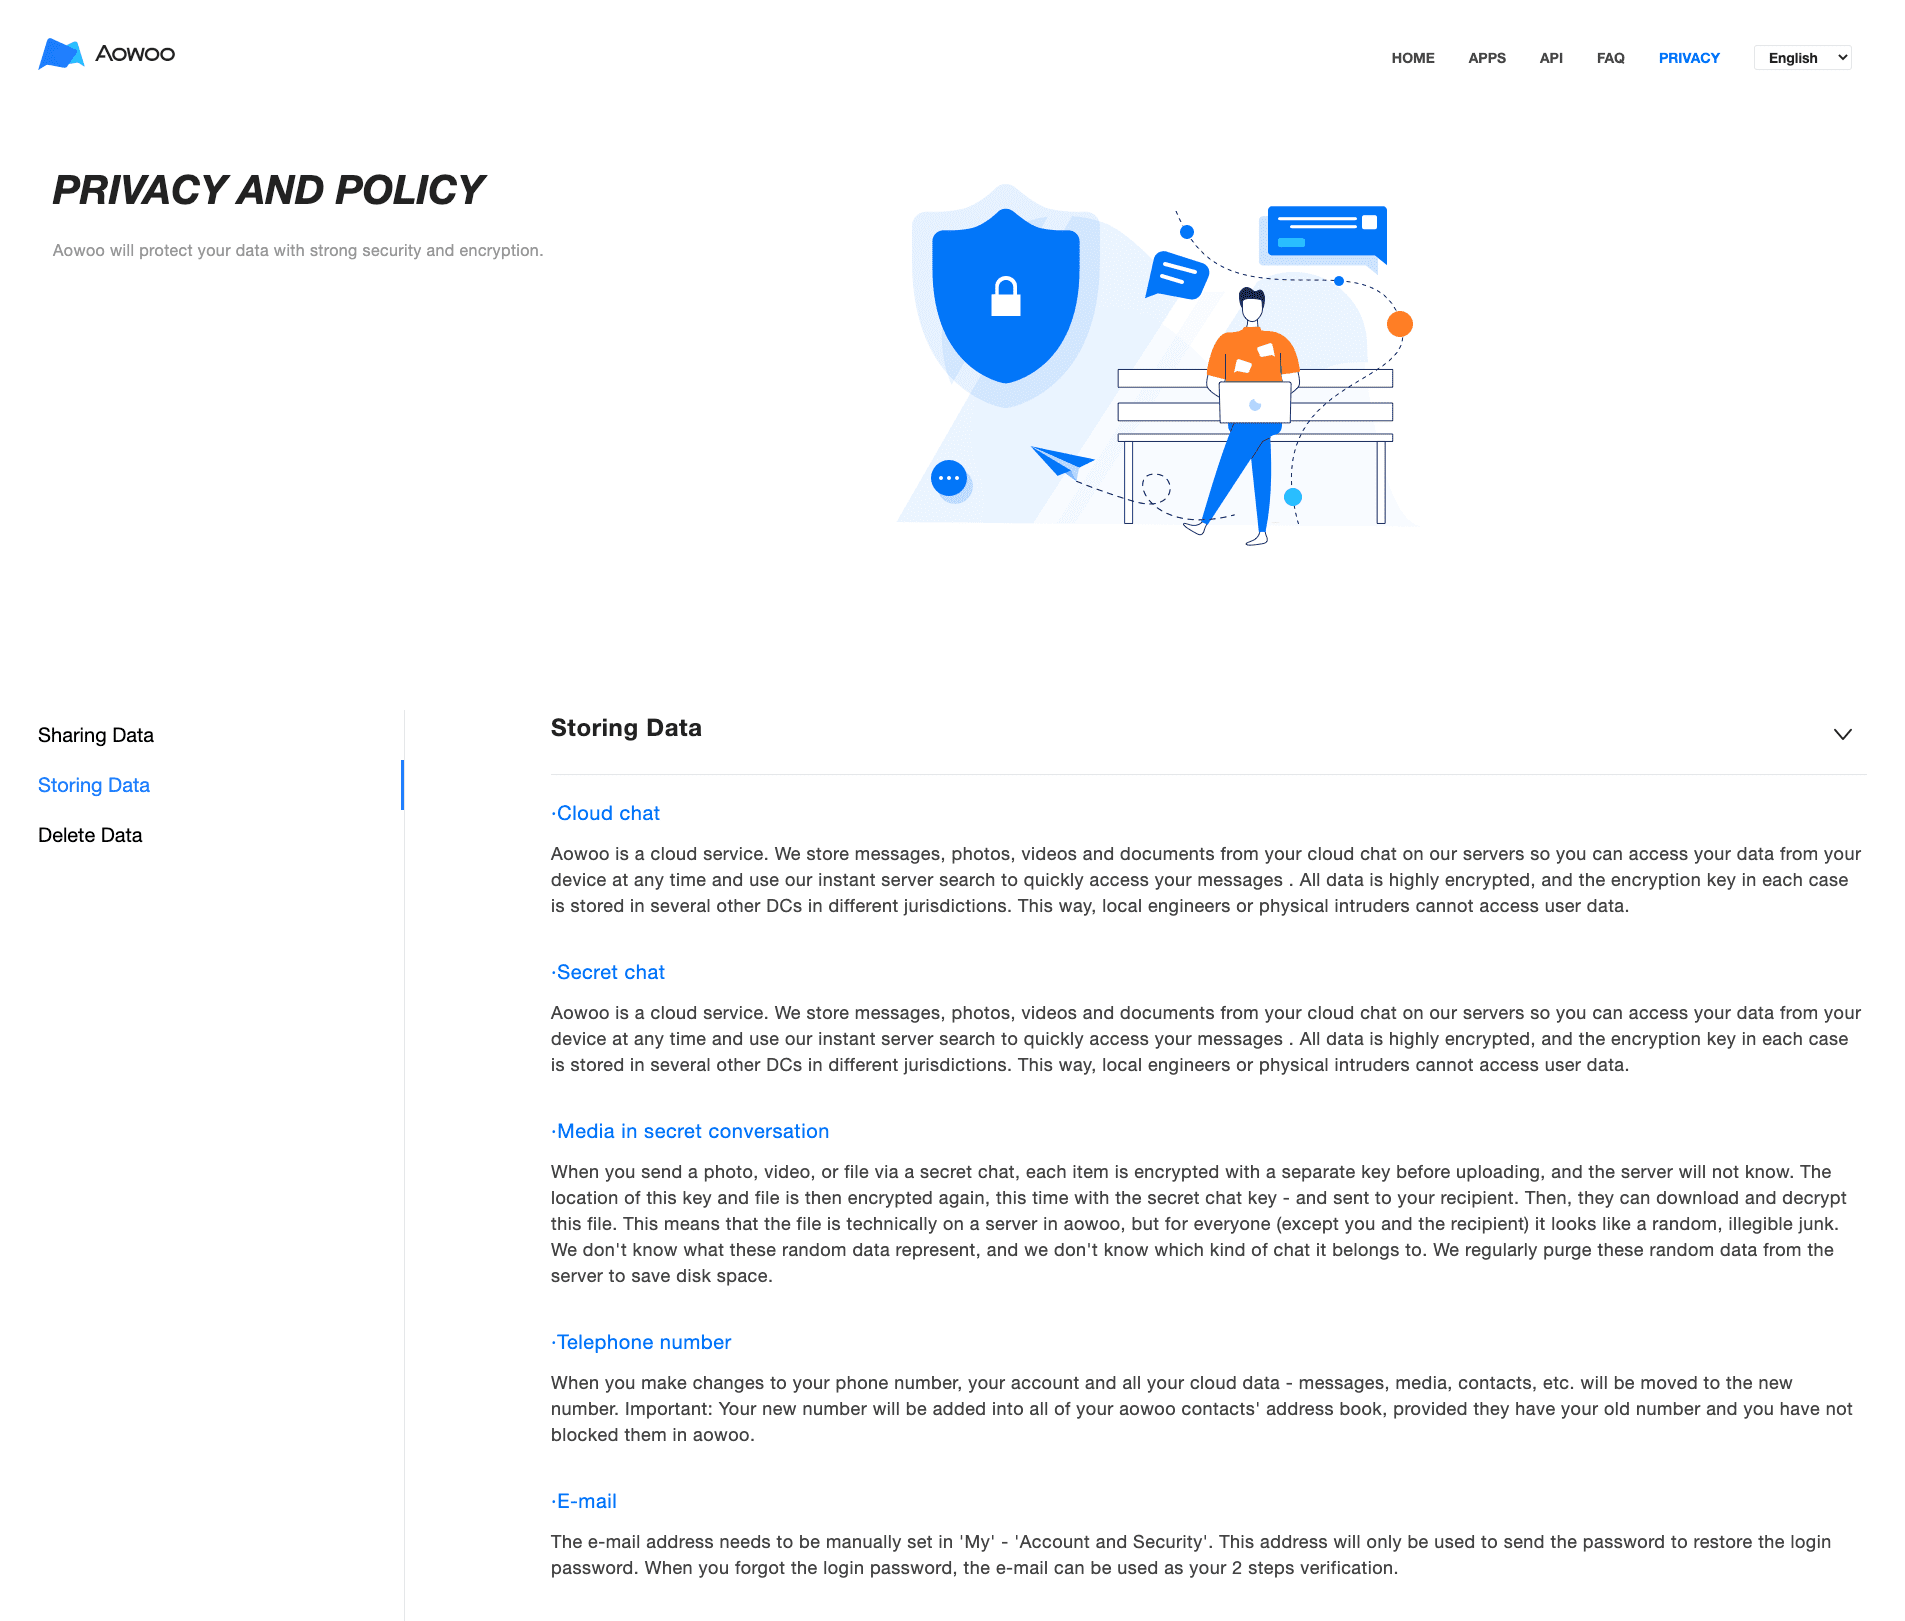 Aowoo
HOME APPS API FAQ PRIVACY English
PRIVACY AND POLICY
Aowoo will protect your data with strong security and encryption.
Sharing Data
Storing Data
Delete Data
Storing Data
·Cloud chat
Aowoo is a cloud service. We store messages, photos, videos and documents from your cloud chat on our servers so you can access your data from your
device at any time and use our instant server search to quickly access your messages . All data is highly encrypted, and the encryption key in each case
is stored in several other DCs in different jurisdictions. This way, local engineers or physical intruders cannot access user data.
·Secret chat
Aowoo is a cloud service. We store messages, photos, videos and documents from your cloud chat on our servers so you can access your data from your
device at any time and use our instant server search to quickly access your messages . All data is highly encrypted, and the encryption key in each case
is stored in several other DCs in different jurisdictions. This way, local engineers or physical intruders cannot access user data.
·Media in secret conversation
When you send a photo, video, or file via a secret chat, each item is encrypted with a separate key before uploading, and the server will not know. The
location of this key and file is then encrypted again, this time with the secret chat key - and sent to your recipient. Then, they can download and decrypt
this file. This means that the file is technically on a server in aowoo, but for everyone (except you and the recipient) it looks like a random, illegible junk.
We don't know what these random data represent, and we don't know which kind of chat it belongs to. We regularly purge these random data from the
server to save disk space.
·Telephone number
When you make changes to your phone number, your account and all your cloud data - messages, media, contacts, etc. will be moved to the new
number. Important: Your new number will be added into all of your aowoo contacts' address book, provided they have your old number and you have not
blocked them in aowoo.
·E-mail
The e-mail address needs to be manually set in 'My' - 'Account and Security'. This address will only be used to send the password to restore the login
password. When you forgot the login password, the e-mail can be used as your 2 steps verification.